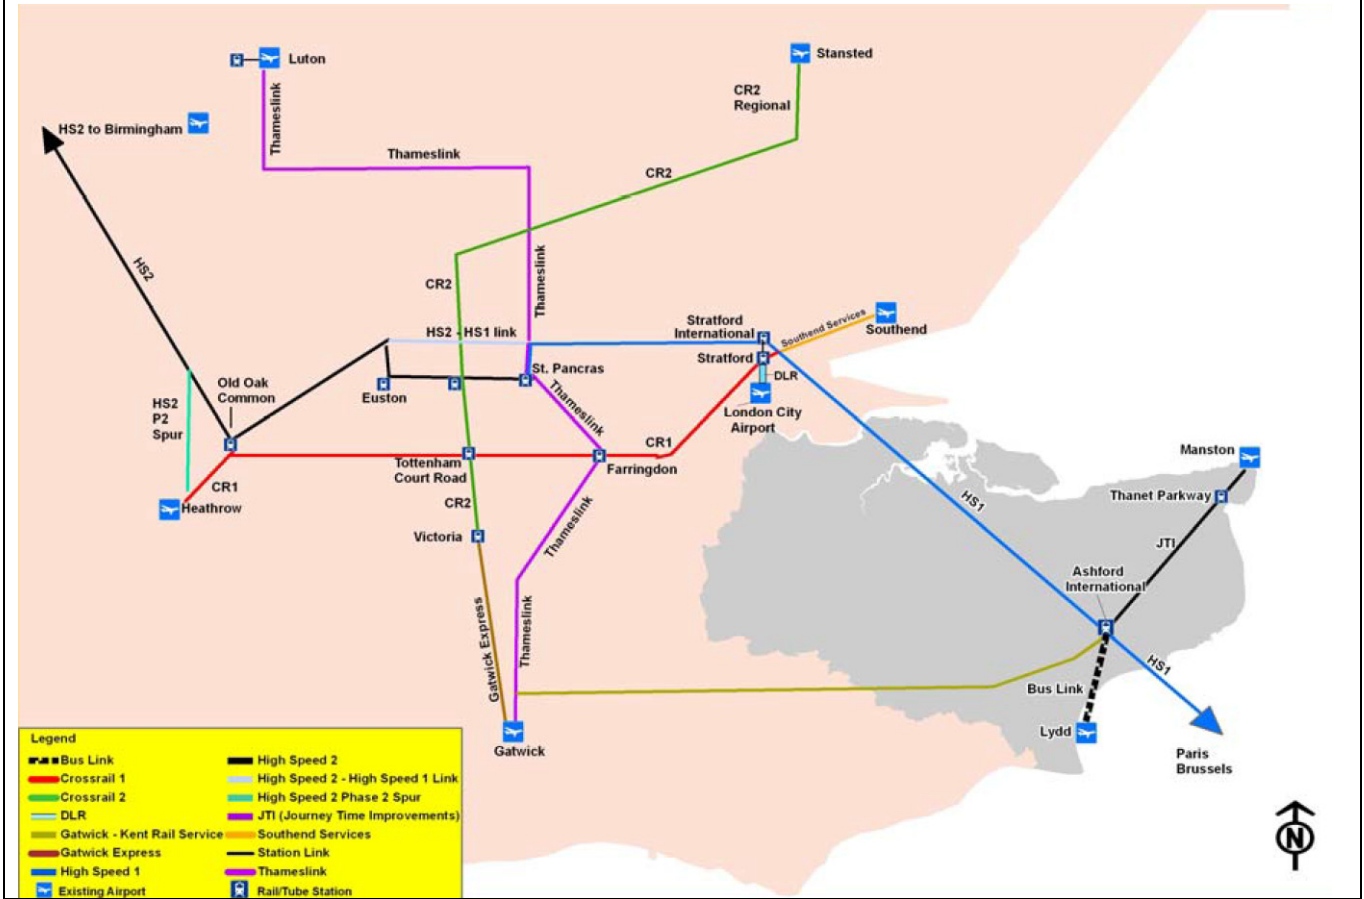 Luton
Stansted
CR2
Regional
Thameslink
HS2 to Birmingham
Thameslink
CR2
HS2
Thameslink
CR2
Southend Services
Southend
HS2 - HS1 link
Stratford
International
Stratford
DLR
London City
Airport
St. Pancras
Old Oak
Common
Euston
HS2
P2
Spur
Thameslink
CR1
Tottenham
Court Road
Farringdon
CR1
Heathrow
CR2
Victoria
Thameslink
Manston
Thanet Parkway
HS1
JTI
Ashford
International
Gatwick Express
Thameslink
HS1
Bus Link
Lydd
Gatwick
Paris
Brussels
N
Legend
Bus Link
Crossrail 1
Crossrail 2
DLR
Gatwick - Kent Rail Service
Gatwick Express
High Speed 1
Existing Airport
High Speed 2
High Speed 2 - High Speed 1 Link
High Speed 2 Phase 2 Spur
JTI (Journey Time Improvements)
Southend Services
Station Link
Thameslink
Rail/Tube Station